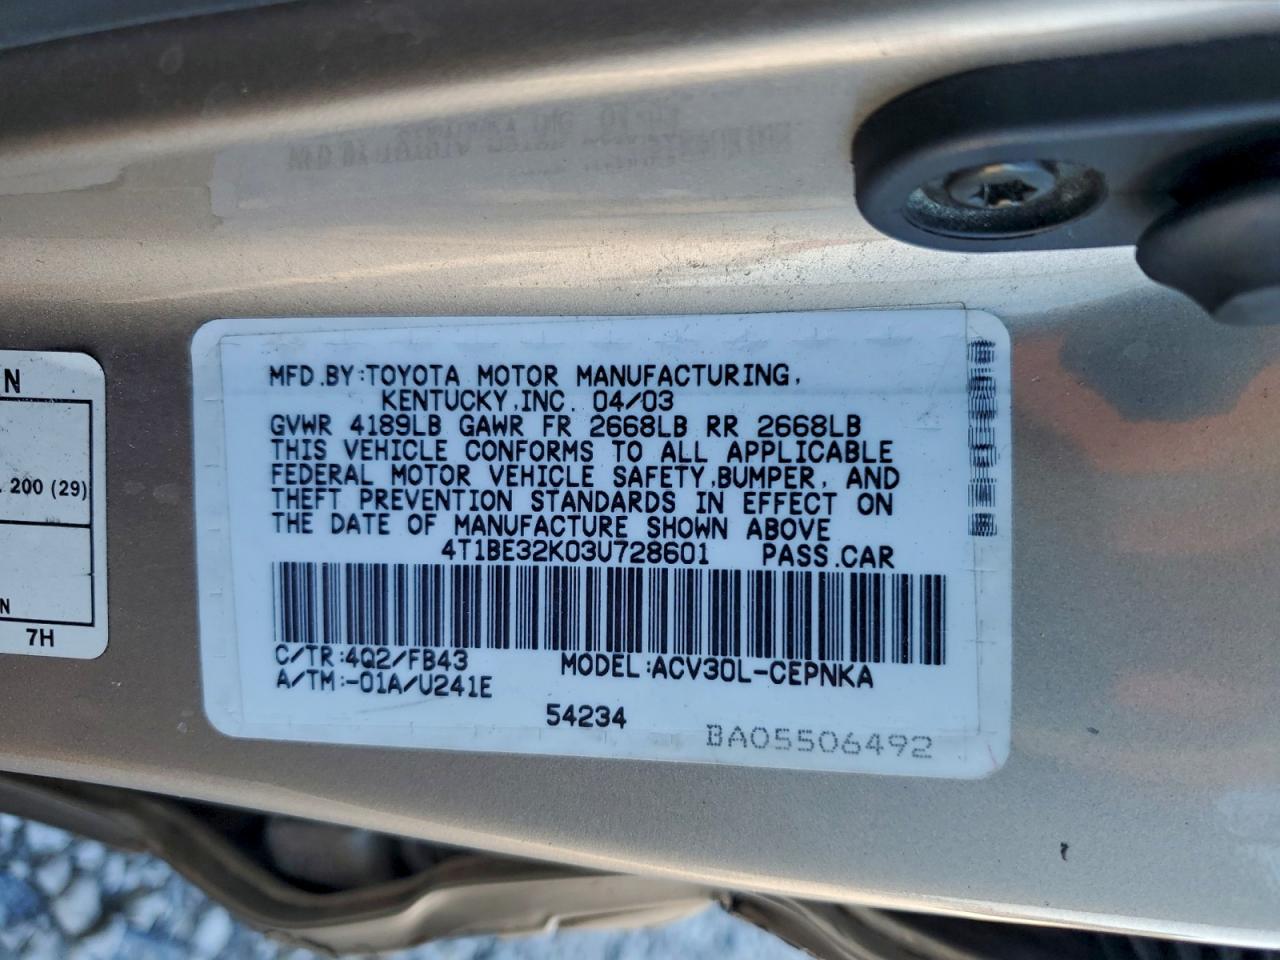 MFD.BY:TOYOTA MOTOR MANUFACTURING,
KENTUCKY,INC. 04/03
GVWR 4189LB GAWR FR 2668LB RR 2668LB
THIS VEHICLE CONFORMS TO ALL APPLICABLE
FEDERAL MOTOR VEHICLE SAFETY,BUMPER, AND
THEFT PREVENTION STANDARDS IN EFFECT ON
THE DATE OF MANUFACTURE SHOWN ABOVE
4T1BE32K03U728601 PASS.CAR
C/TR:4Q2/FB43 MODEL:ACV30L-CEPNKA
A/TM:-01A/U241E
54234
BA05506492
N
200 (29)
N
7H